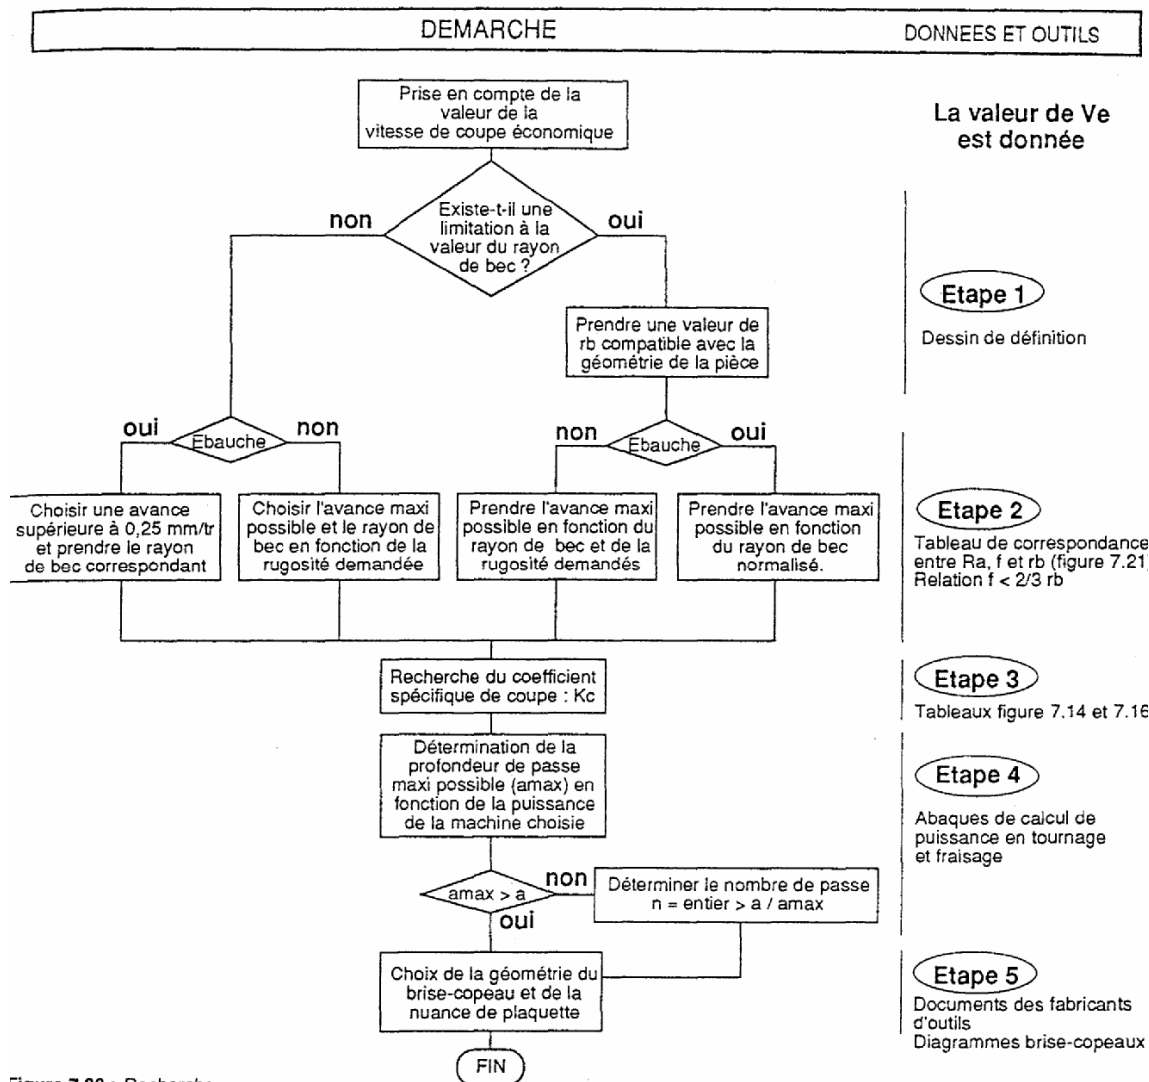 DEMARCHE
DONNEES ET OUTILS
Prise en compte de la
valeur de la
vitesse de coupe économique
La valeur de Ve
est donnée
Existe-t-il une
limitation à la
valeur du rayon
de bec ?
non
oui
Etape 1
Dessin de définition
Prendre une valeur de
rb compatible avec la
géométrie de la pièce
oui
Ebauche
non
non
Ebauche
oui
Choisir une avance
supérieure à 0,25 mm/tr
et prendre le rayon
de bec correspondant
Choisir l'avance maxi
possible et le rayon de
bec en fonction de la
rugosité demandée
Prendre l'avance maxi
possible en fonction du
rayon de bec et de la
rugosité demandés
Prendre l'avance maxi
possible en fonction
du rayon de bec
normalisé.
Etape 2
Tableau de correspondance
entre Ra, f et rb (figure 7.21
Relation f < 2/3 rb
Recherche du coefficient
spécifique de coupe : Kc
Etape 3
Tableaux figure 7.14 et 7.16
Détermination de la
profondeur de passe
maxi possible (amax) en
fonction de la puissance
de la machine choisie
Etape 4
Abaques de calcul de
puissance en tournage
et fraisage
amax > a
non
oui
Déterminer le nombre de passe
n = entier > a / amax
Choix de la géométrie du
brise-copeau et de la
nuance de plaquette
Etape 5
Documents des fabricants
d'outils
Diagrammes brise-copeaux
FIN